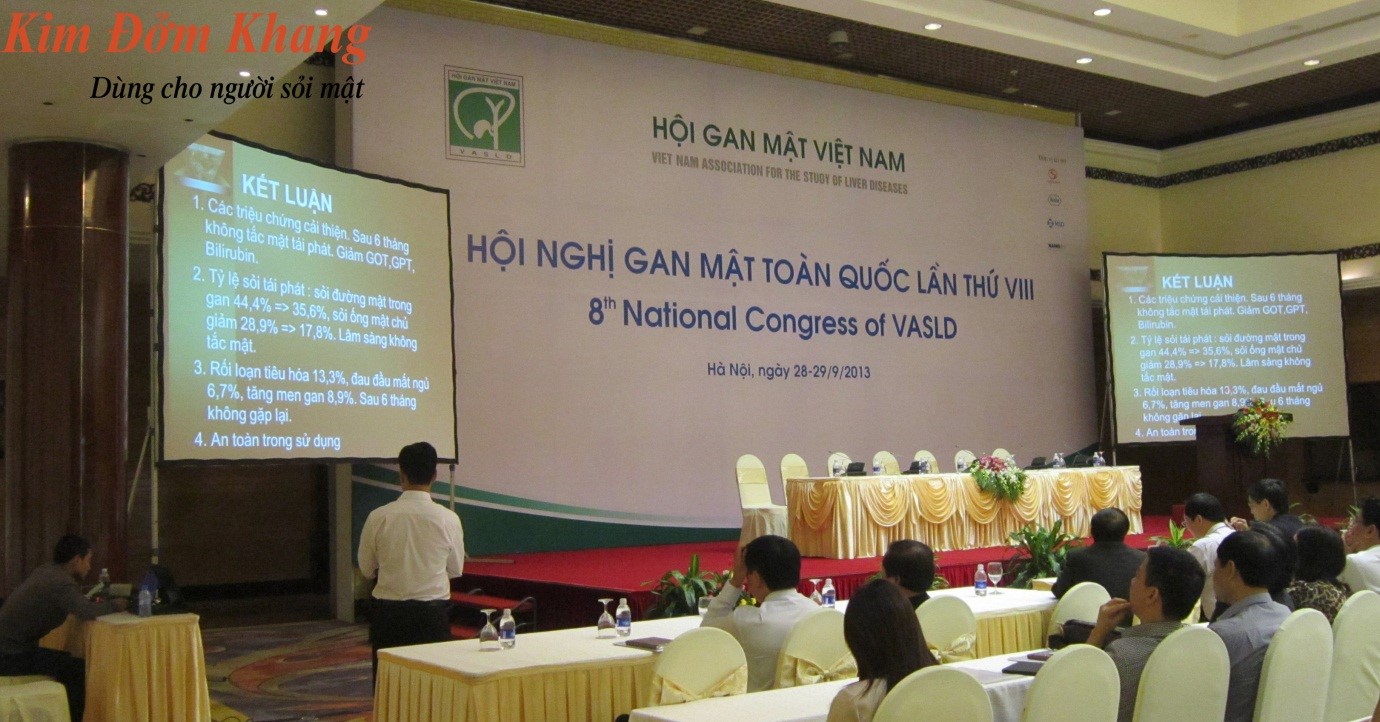 Kim Đởm Khang
Dùng cho người sỏi mật
HỘI GAN MẬT VIỆT NAM
VASLD
HỘI GAN MẬT VIỆT NAM
VIET NAM ASSOCIATION FOR THE STUDY OF LIVER DISEASES
HỘI NGHỊ GAN MẬT TOÀN QUỐC LẦN THỨ VIII
8th National Congress of VASLD
Hà Nội, ngày 28-29/9/2013
KẾT LUẬN
1. Các triệu chứng cải thiện. Sau 6 tháng
không tắc mật tái phát. Giảm GOT,GPT,
Bilirubin.
2. Tỷ lệ sỏi tái phát : sỏi đường mật trong
gan 44,4% => 35,6%, sỏi ống mật chủ
giảm 28,9% => 17,8%. Lâm sàng không
tắc mật.
3. Rối loạn tiêu hóa 13,3%, đau đầu mất ngủ
6,7%, tăng men gan 8,9%. Sau 6 tháng
không gặp lại.
4. An toàn trong sử dụng
KẾT LUẬN
1. Các triệu chứng cải thiện. Sau 6 tháng
không tắc mật tái phát. Giảm GOT,GPT,
Bilirubin.
2. Tỷ lệ sỏi tái phát : sỏi đường mật trong
gan 44,4% => 35,6%, sỏi ống mật chủ
giảm 28,9% => 17,8%. Lâm sàng không
tắc mật.
3. Rối loạn tiêu hóa 13,3%, đau đầu mất ngủ
6,7%, tăng men gan 8,9% Sau 6 tháng
không gặp lại
4. An toàn